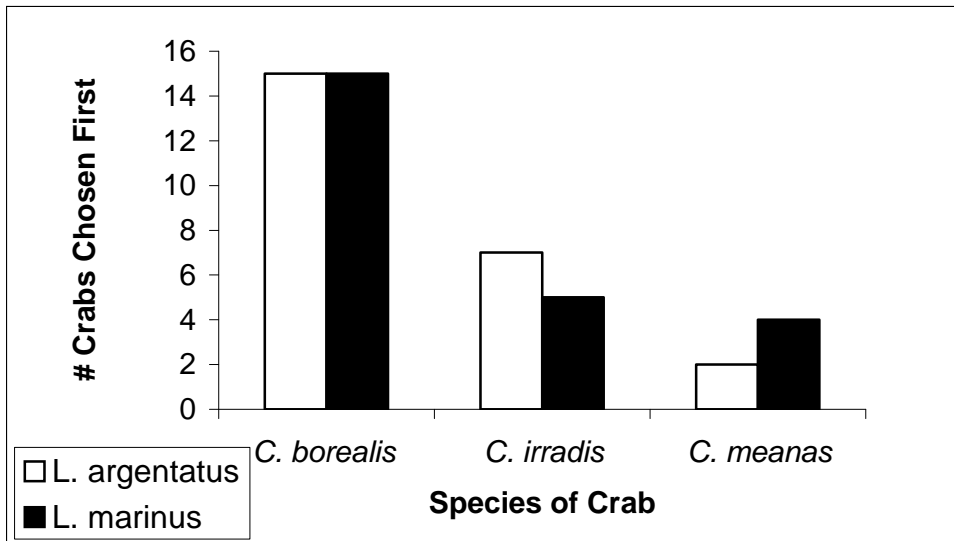 # Crabs Chosen First
16
14
12
10
8
6
4
2
0
C. borealis C. irradis C. meanas
Species of Crab
L. argentatus
L. marinus